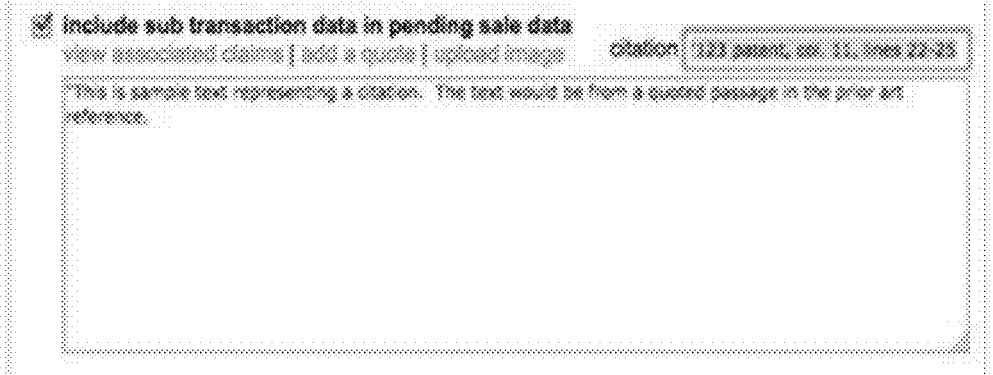 include sub transaction data in pending sale data
view associated claims | add a quote | upload image
citation '123 patent, col. 11, lines 22-25
"This is sample text representing a citation. The text would be from a quoted passage in the prior art
reference.